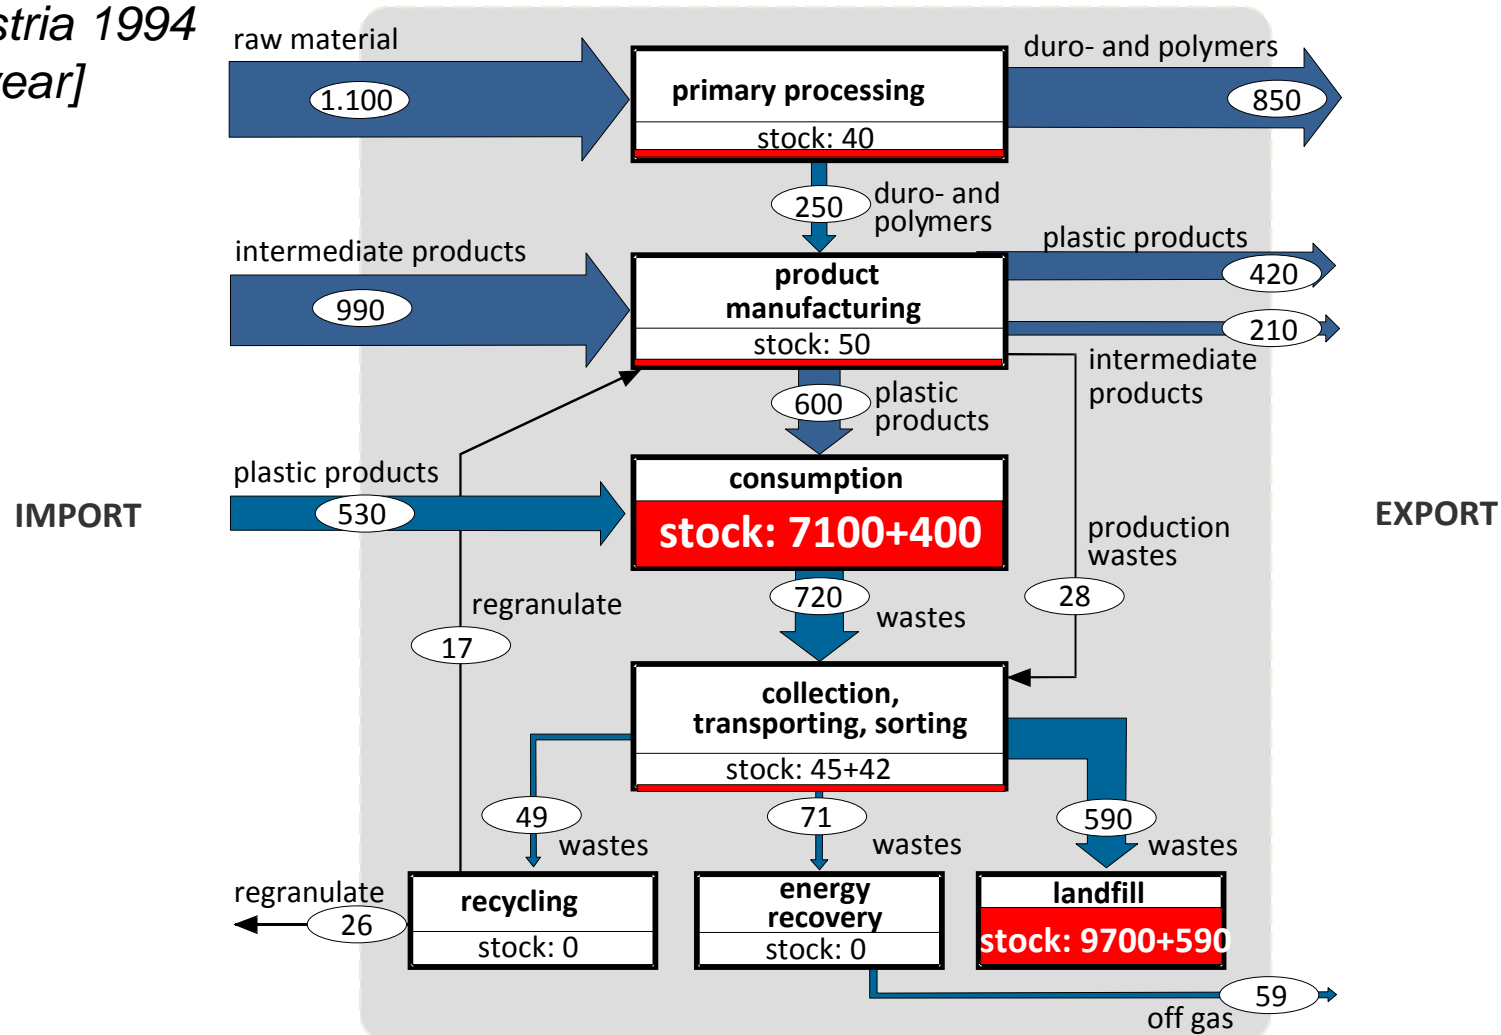 stria 1994
year]
raw material
1.100
primary processing
stock: 40
duro- and polymers
850
250
duro- and
polymers
intermediate products
990
product
manufacturing
stock: 50
plastic products
420
210
intermediate
products
600
plastic
products
plastic products
530
IMPORT
consumption
stock: 7100+400
EXPORT
production
wastes
28
720
wastes
regranulate
17
collection,
transporting, sorting
stock: 45+42
49
wastes
71
wastes
590
wastes
regranulate
26
recycling
stock: 0
energy
recovery
stock: 0
landfill
stock: 9700+590
59
off gas